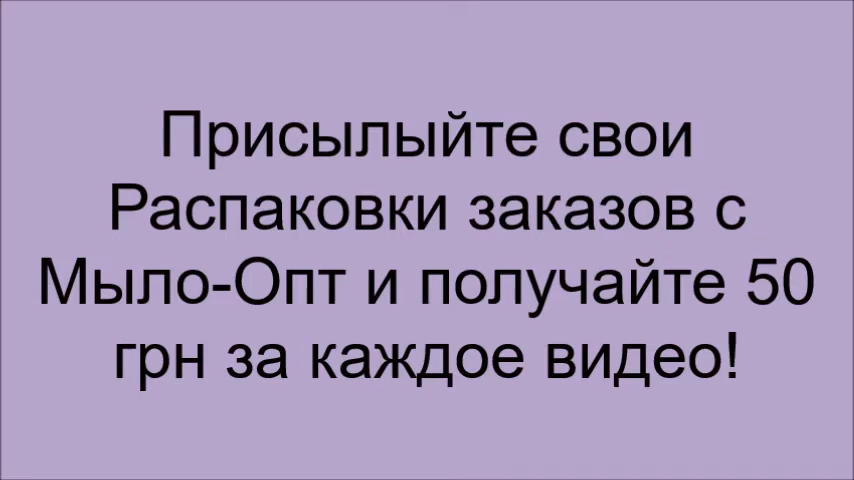 Присылыйте свои
Распаковки заказов с
Мыло-Опт и получайте 50
грн за каждое видео!